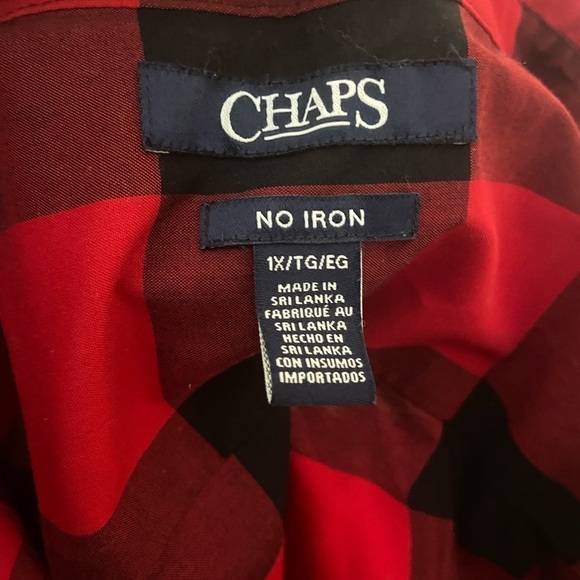 CHAPS
NO IRON
1X/TG/EG
MADE IN
SRI LANKA
FABRIQUÉ AU
SRI LANKA
HECHO EN
SRI LANKA
CON INSUMOS
IMPORTADOS